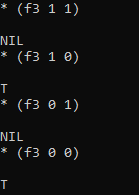 * (f3 1 1)
NIL
* (f3 1 0)
T
* (f3 0 1)
NIL
* (f3 0 0)
T